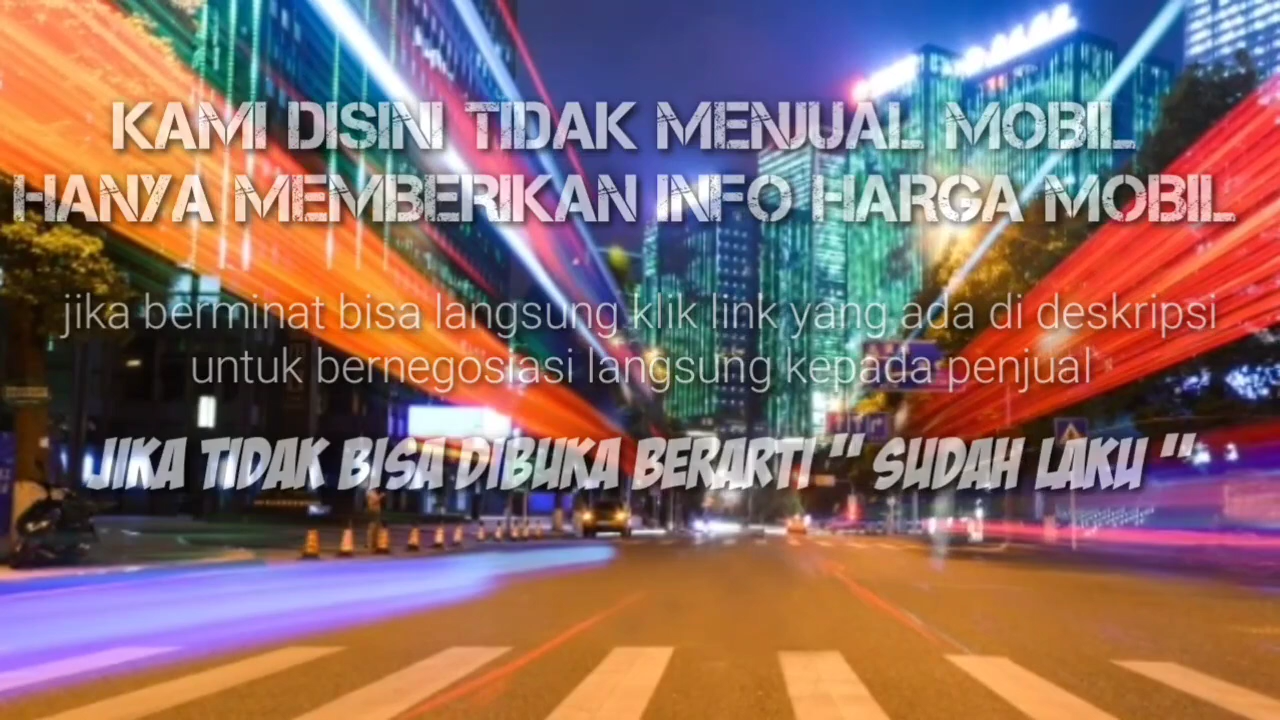 KAMI DISINI TIDAK MENJUAL MOBIL
HANYA MEMBERIKAN INFO HARGA MOBIL
jika berminat bisa langsung klik link yang ada di deskripsi
untuk bernegosiasi langsung kepada penjual
JIKA TIDAK BISA DIBUKA BERARTI " SUDAH LAKU "